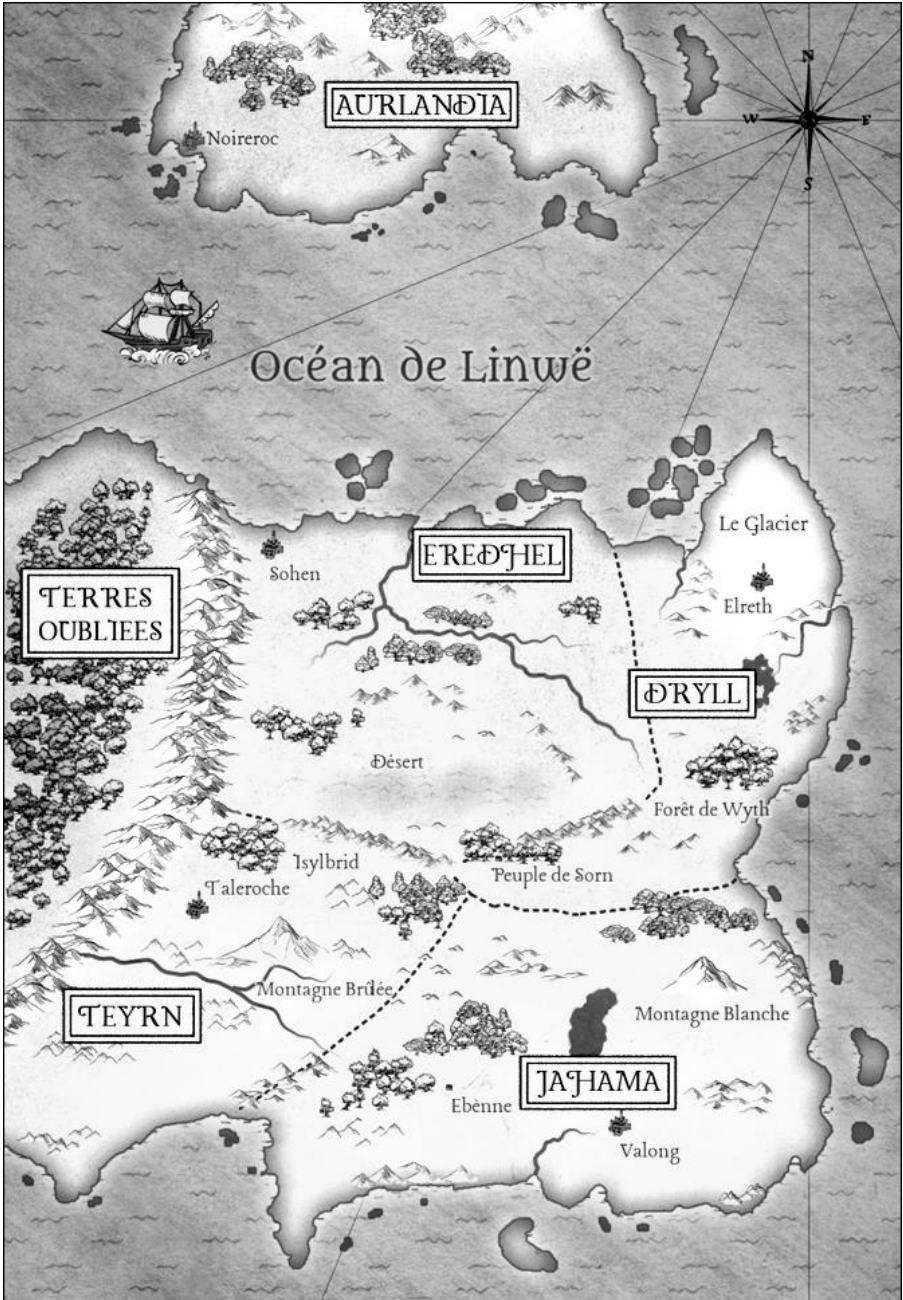 AURLANDIA
N
W
E
S
Noireroc
Océan de Linwë
Le Glacier
EREDHEL
Sohen
TERRES
OUBLIEES
Elreth
DRYLL
Désert
Forêt de Wyth
Isylbrid
Peuple de Sorn
Taleroche
Montagne Brûlée
TEYRN
Montagne Blanche
JAHAMA
Ebènne
Valong